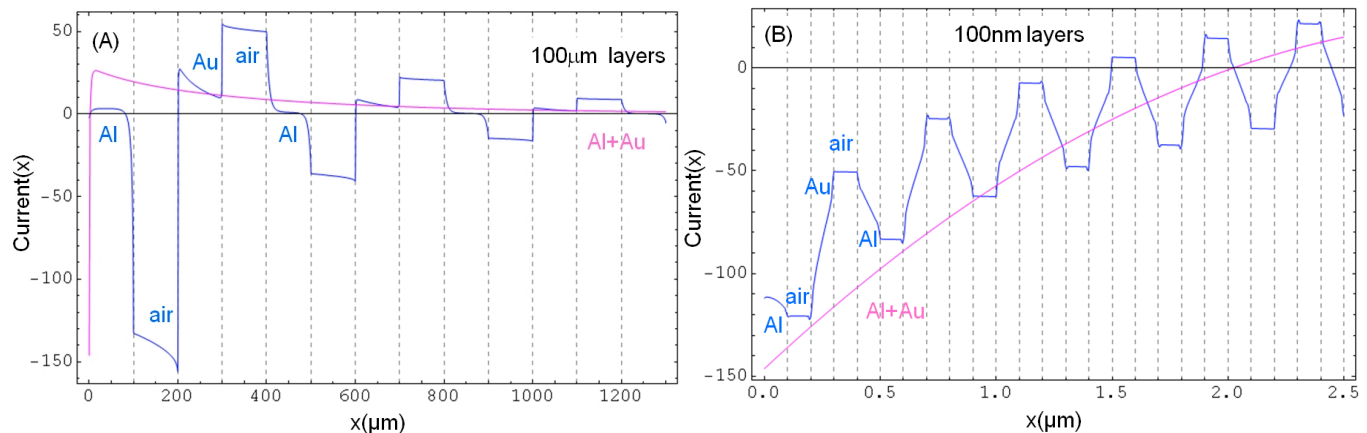 (A)
100μm layers
Au
air
Al
Al
Al+Au
air
50
0
-50
-100
-150
Current(x)
0
200
400
600
800
1000
1200
x(μm)
(B)
100nm layers
air
Au
Al
air
Al
Al+Au
0
-50
-100
-150
Current(x)
0.0
0.5
1.0
1.5
2.0
2.5
x(μm)